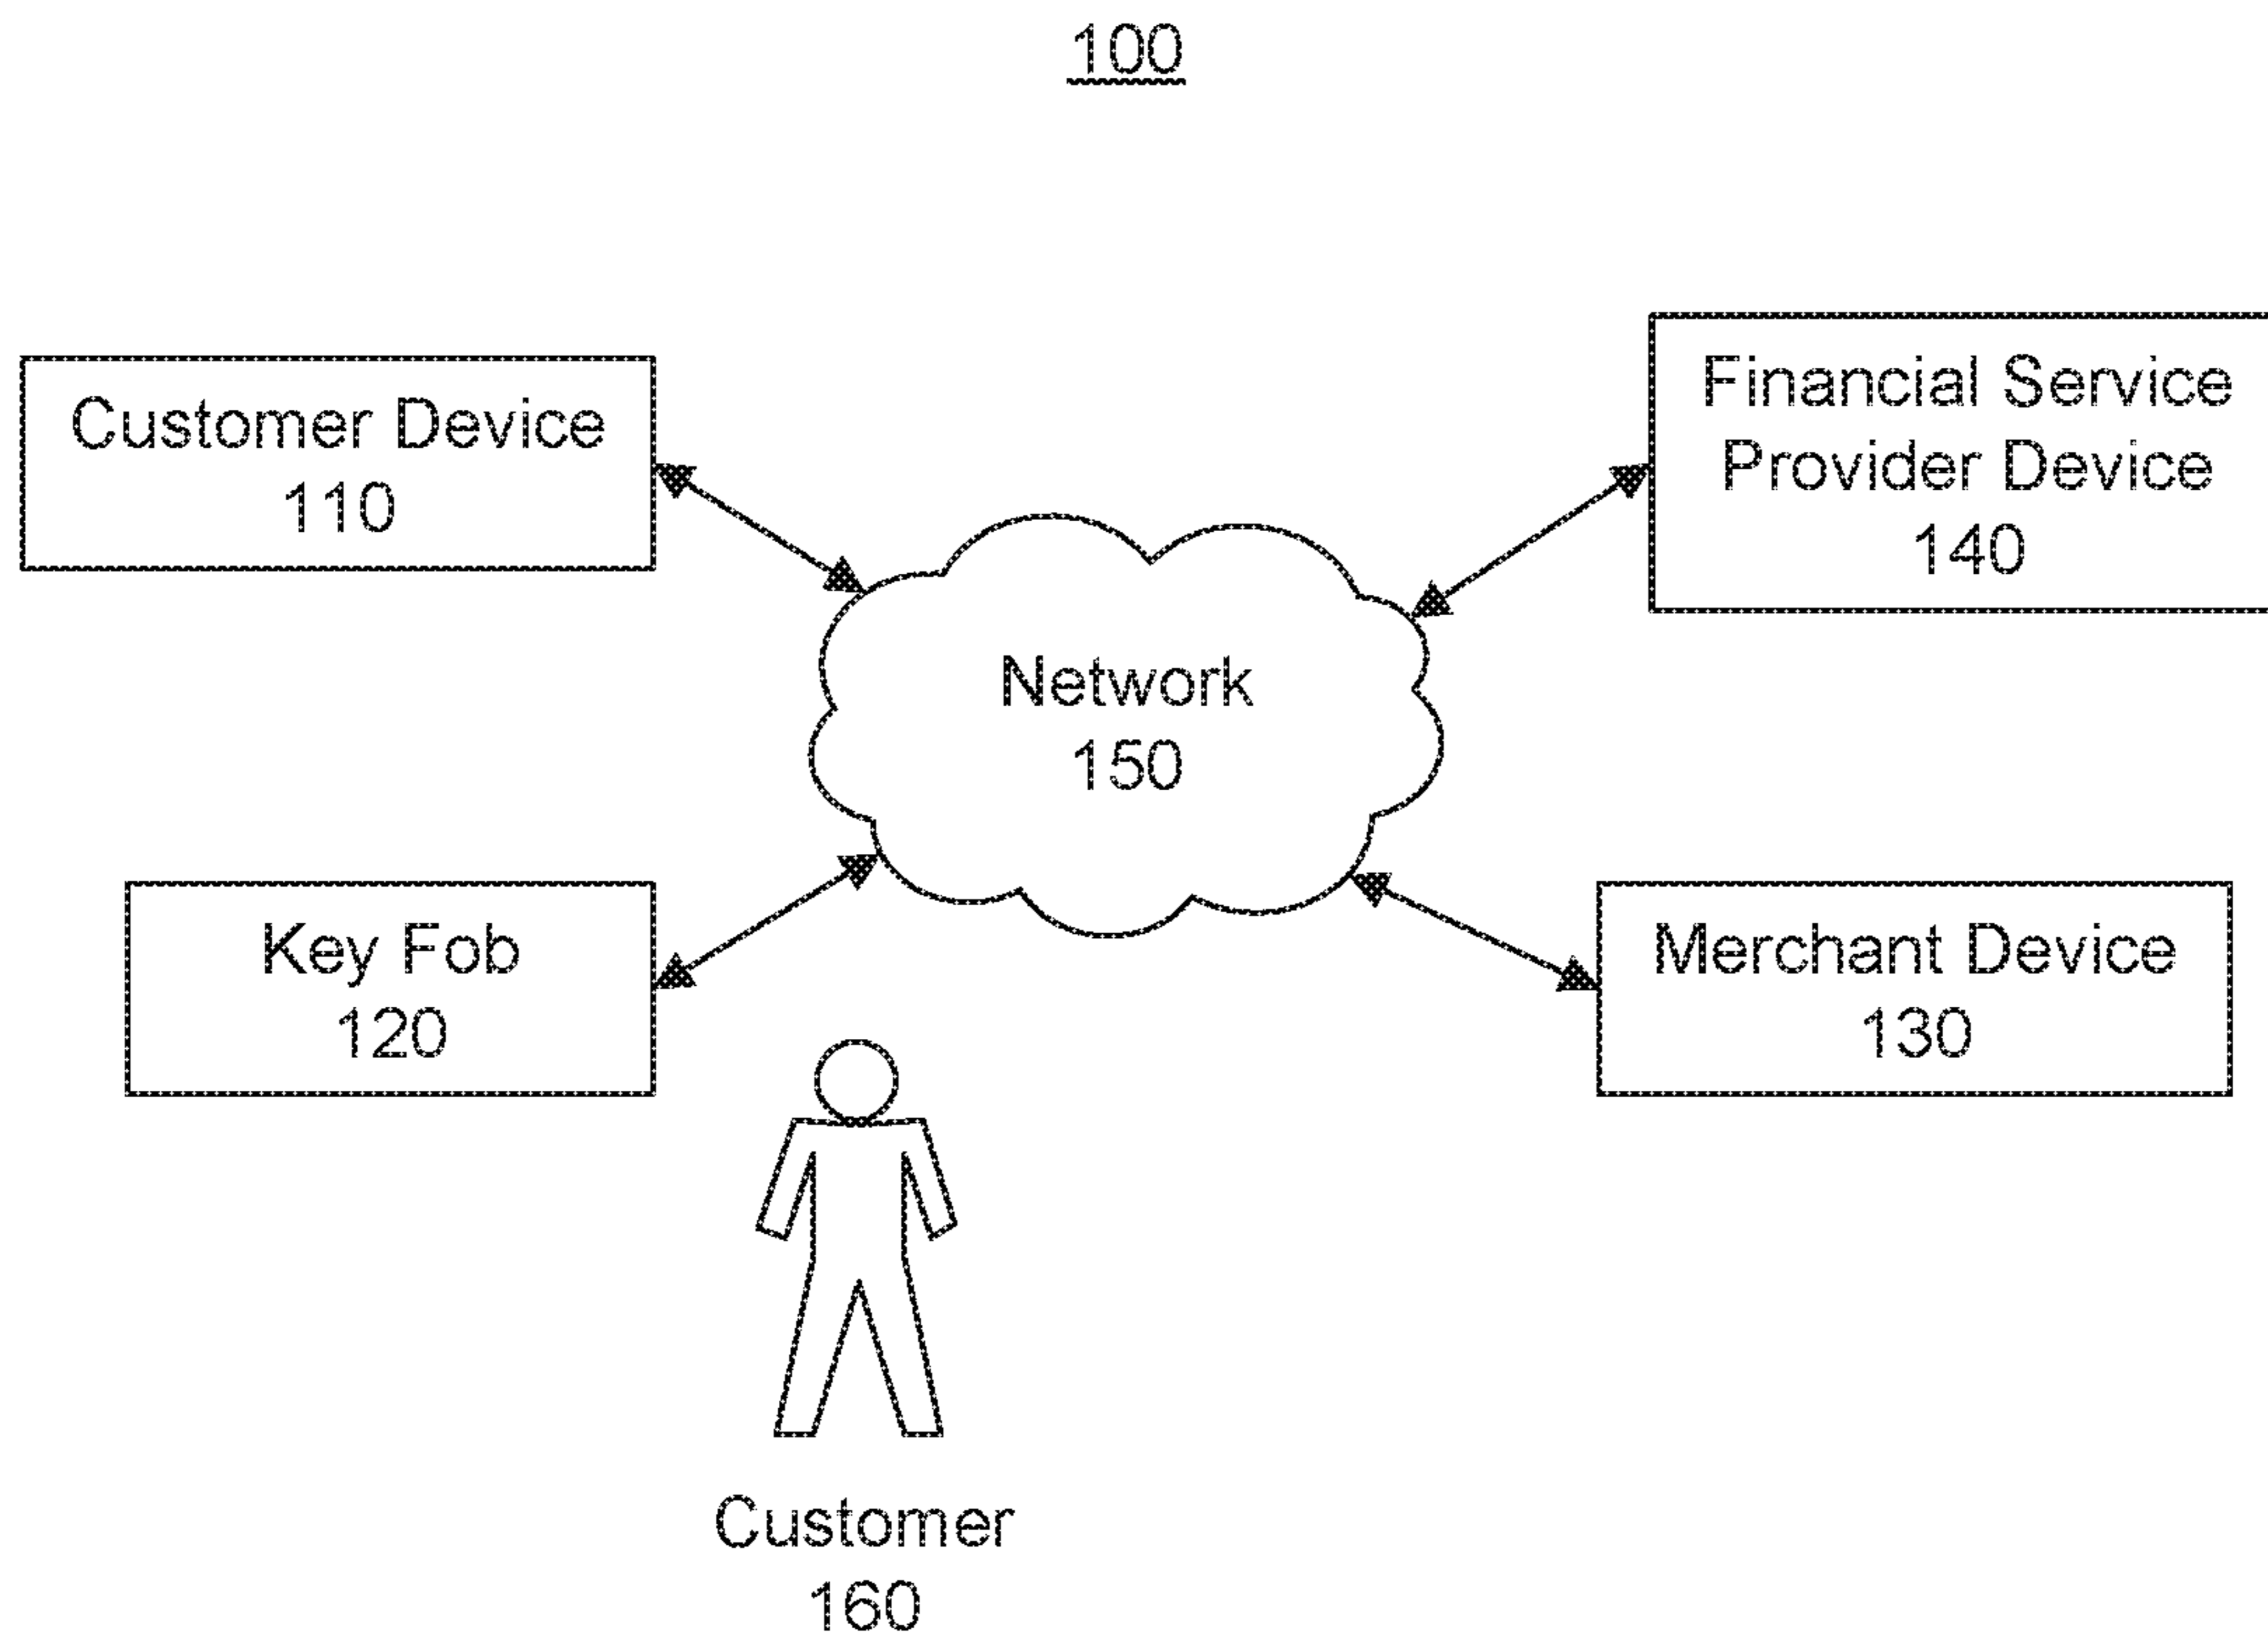 100
Customer Device
110
Financial Service
Provider Device
140
Network
150
Key Fob
120
Merchant Device
130
Customer
160